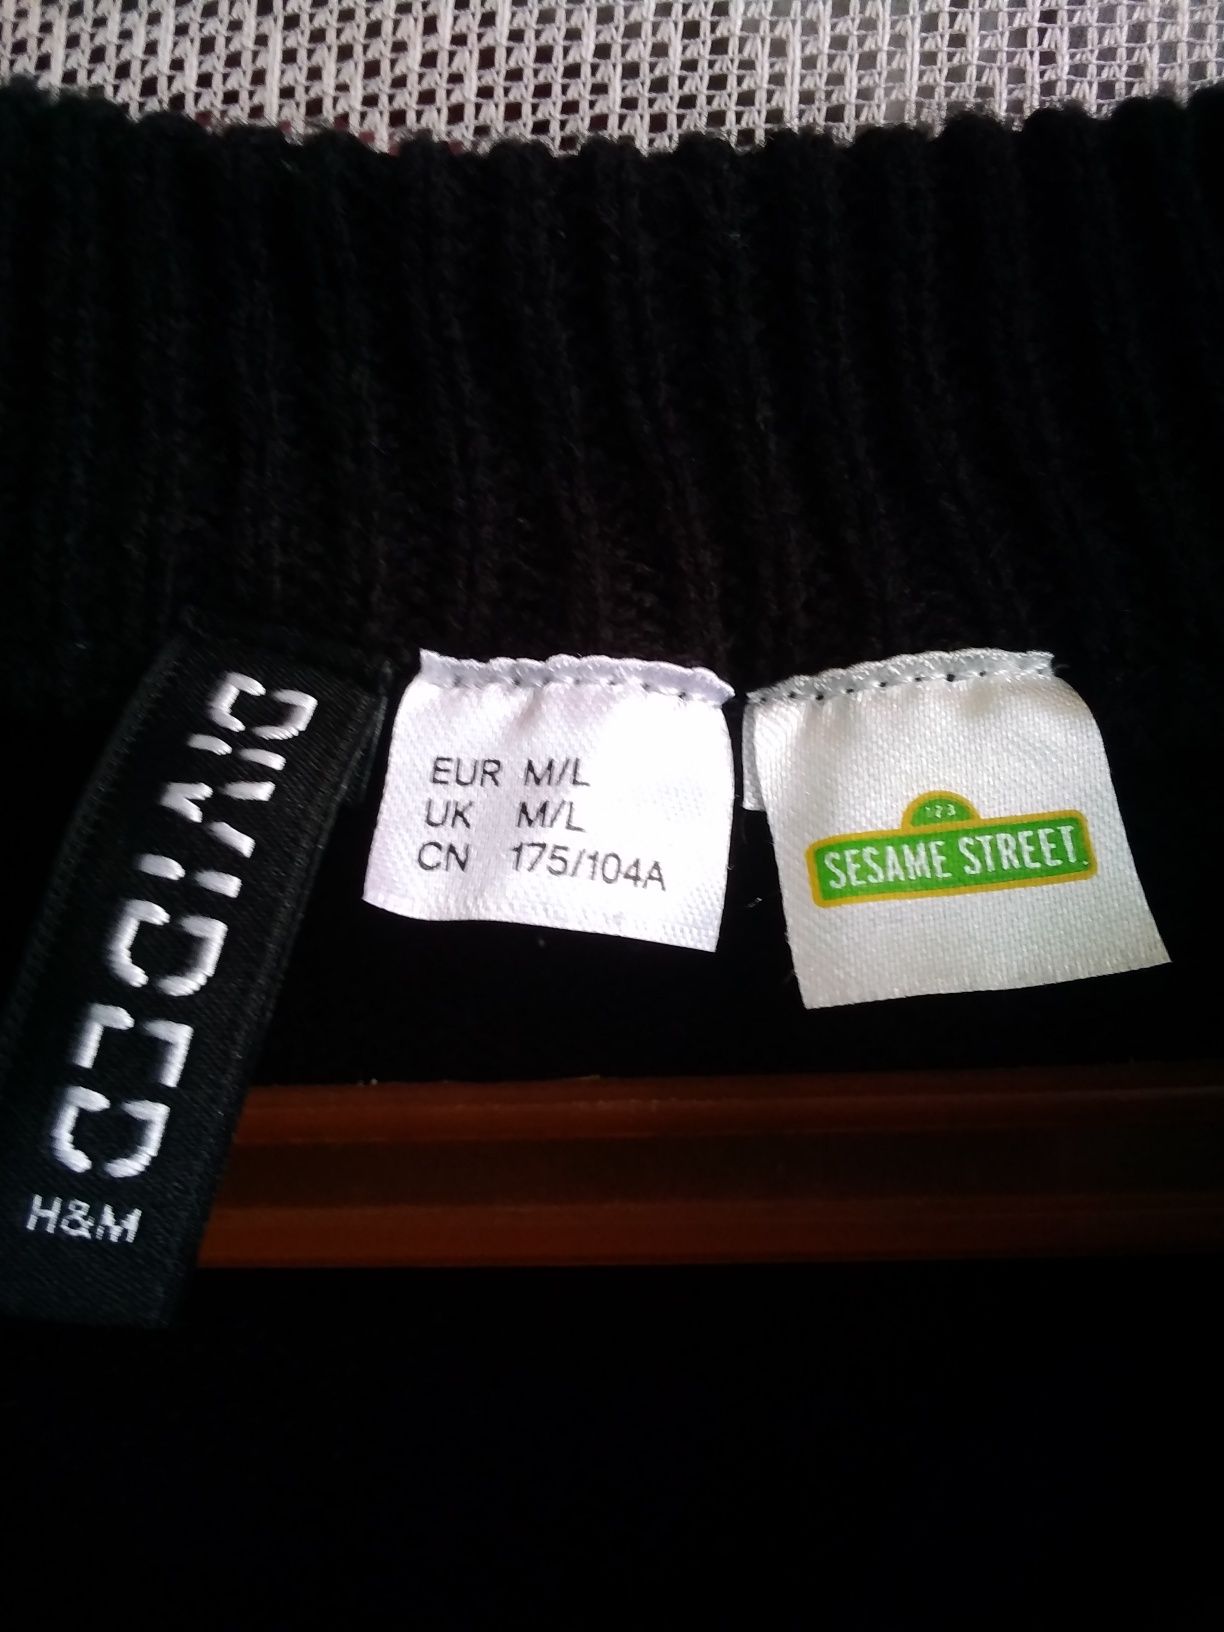 DIVIDED
H&M
EUR M/L
UK M/L
CN 175/104A
123
SESAME STREET.